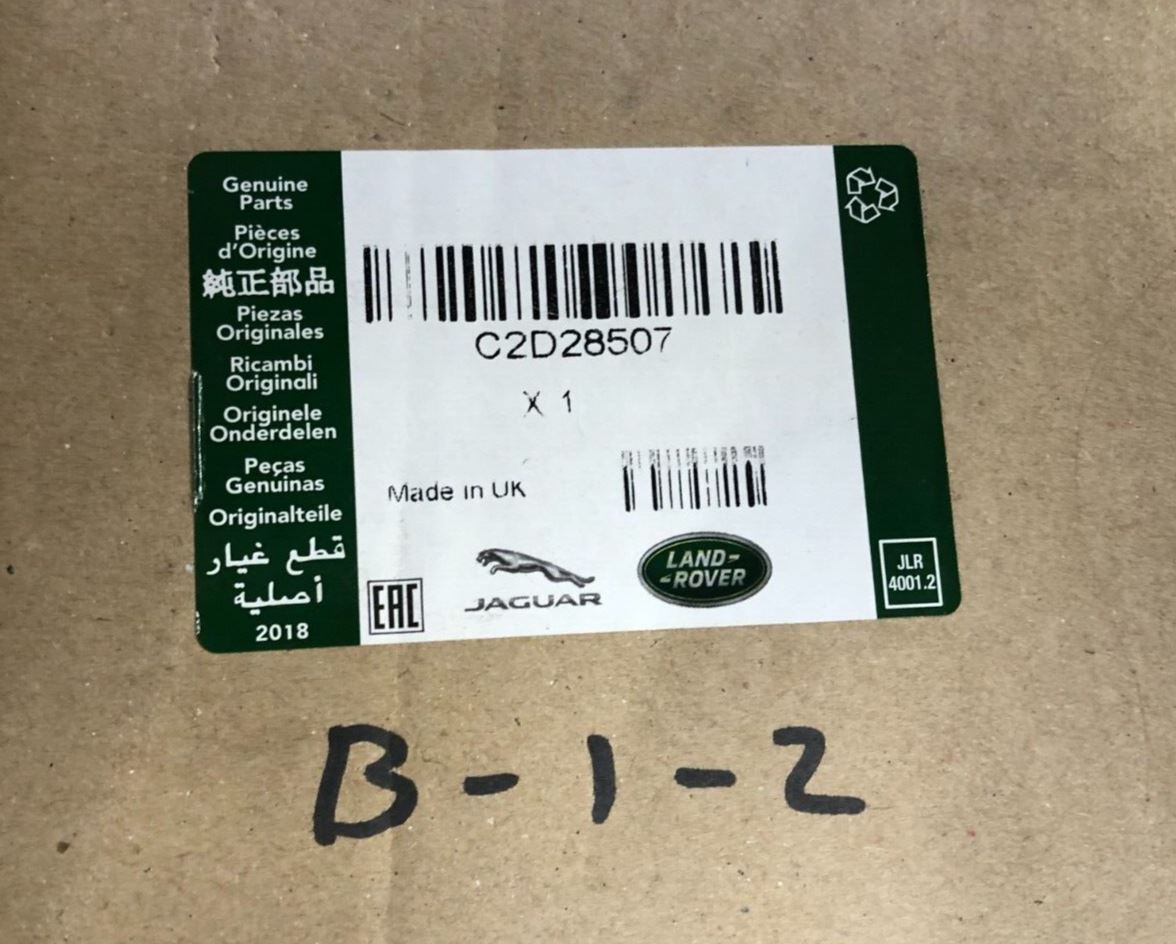 Genuine
Parts
Pièces
d'Origine
純正部品
Piezas
Originales
Ricambi
Originali
Originele
Onderdelen
Peças
Genuinas
Originalteile
قطع غيار
أصلية
2018
C2D28507
X 1
Made in UK
EAC
JAGUAR
LAND-
-ROVER
JLR
4001.2
B-1-2